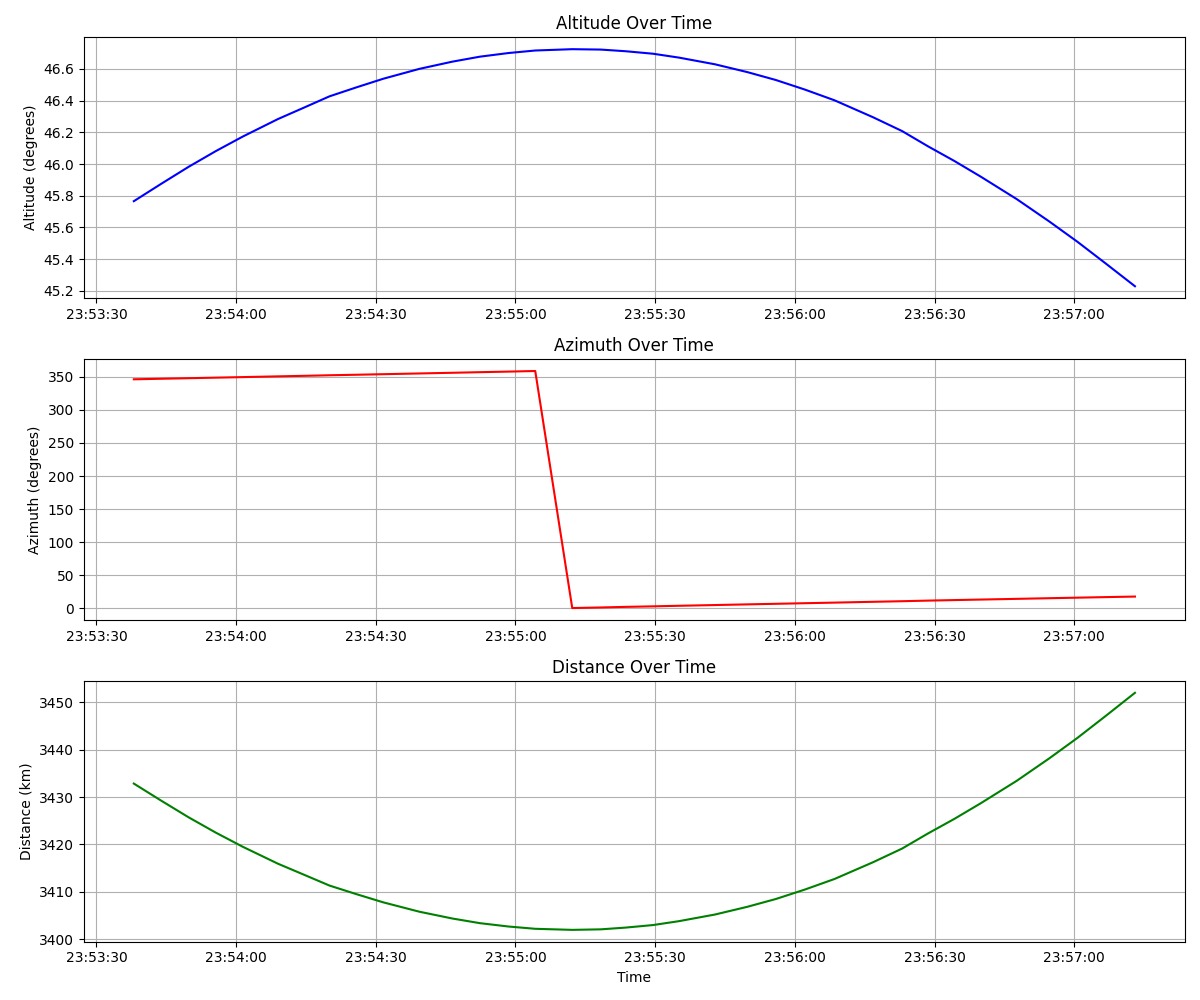 Altitude Over Time
Altitude (degrees)
46.6
46.4
46.2
46.0
45.8
45.6
45.4
45.2
23:53:30 23:54:00 23:54:30 23:55:00 23:55:30 23:56:00 23:56:30 23:57:00
Azimuth Over Time
Azimuth (degrees)
350
300
250
200
150
100
50
0
23:53:30 23:54:00 23:54:30 23:55:00 23:55:30 23:56:00 23:56:30 23:57:00
Distance Over Time
Distance (km)
3450
3440
3430
3420
3410
3400
23:53:30 23:54:00 23:54:30 23:55:00 23:55:30 23:56:00 23:56:30 23:57:00
Time